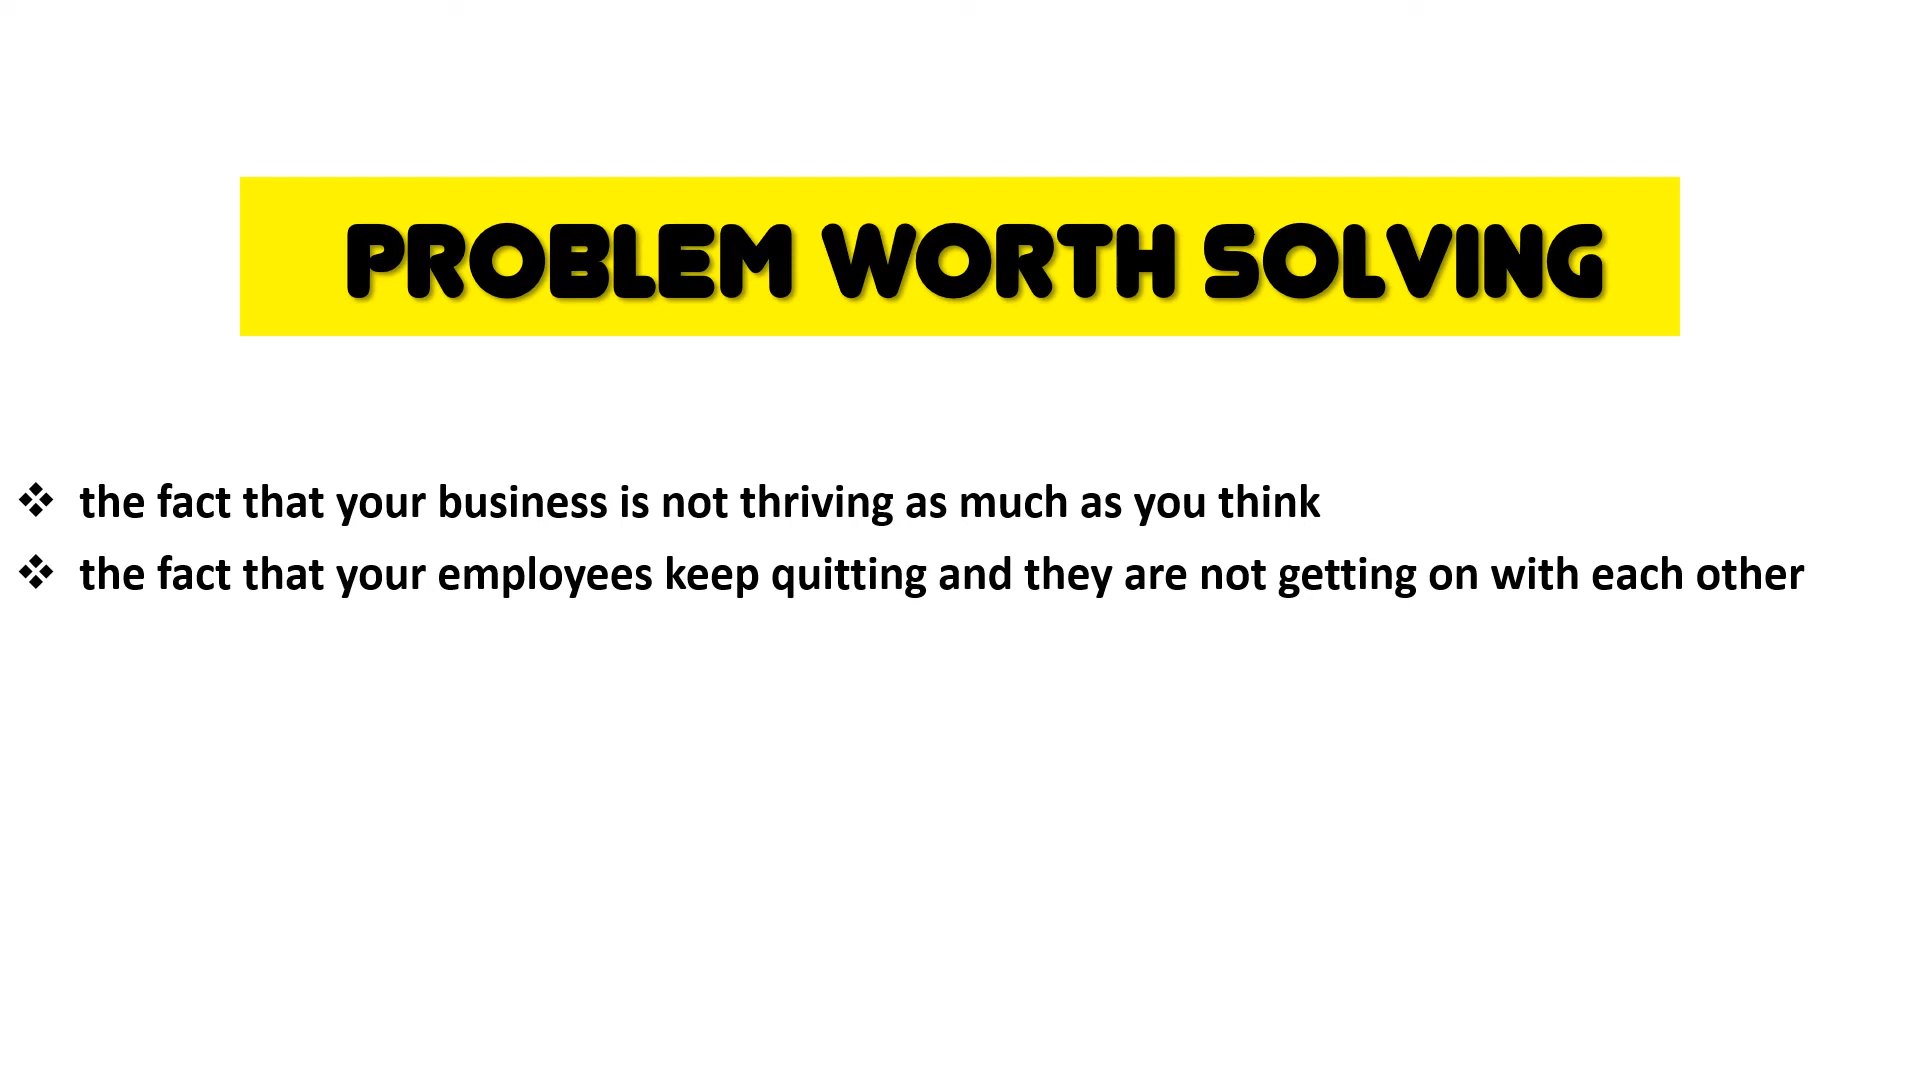 PROBLEM WORTH SOLVING
❖ the fact that your business is not thriving as much as you think
❖ the fact that your employees keep quitting and they are not getting on with each other